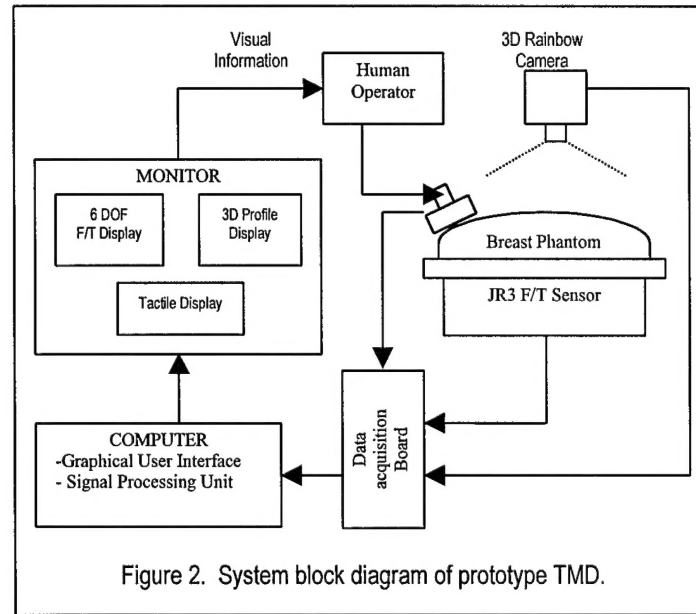 Visual
Information
Human
Operator
3D Rainbow
Camera
MONITOR
6 DOF
F/T Display
3D Profile
Display
Tactile Display
Breast Phantom
JR3 F/T Sensor
COMPUTER
-Graphical User Interface
- Signal Processing Unit
Data
acquisition
Board
Figure 2. System block diagram of prototype TMD.